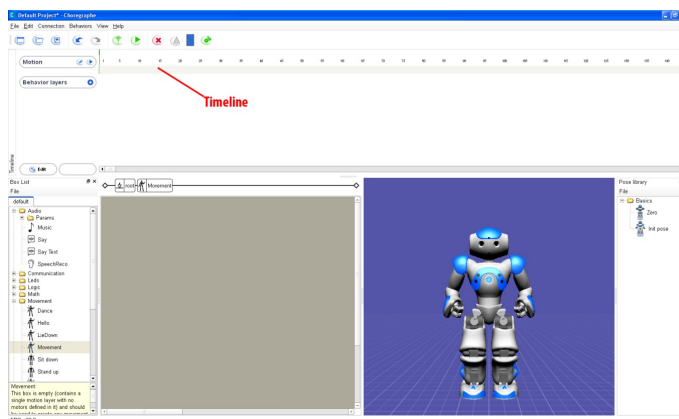 Default Project* - Choregraphe
File Edit Connection Behaviors View Help
Motion
Behavior layers
Timeline
Timeline
Edit
Box List
File
default
Audio
Params
Music
Say
Say Text
SpeechReco
Communication
Leds
Logic
Math
Movement
Dance
Hello
LieDown
Movement
Sit down
Stand up
Movement
This box is empty (contains a
single motion layer with no
motors defined in it) and should
root
Movement
Pose library
File
Basics
Zero
Init pose